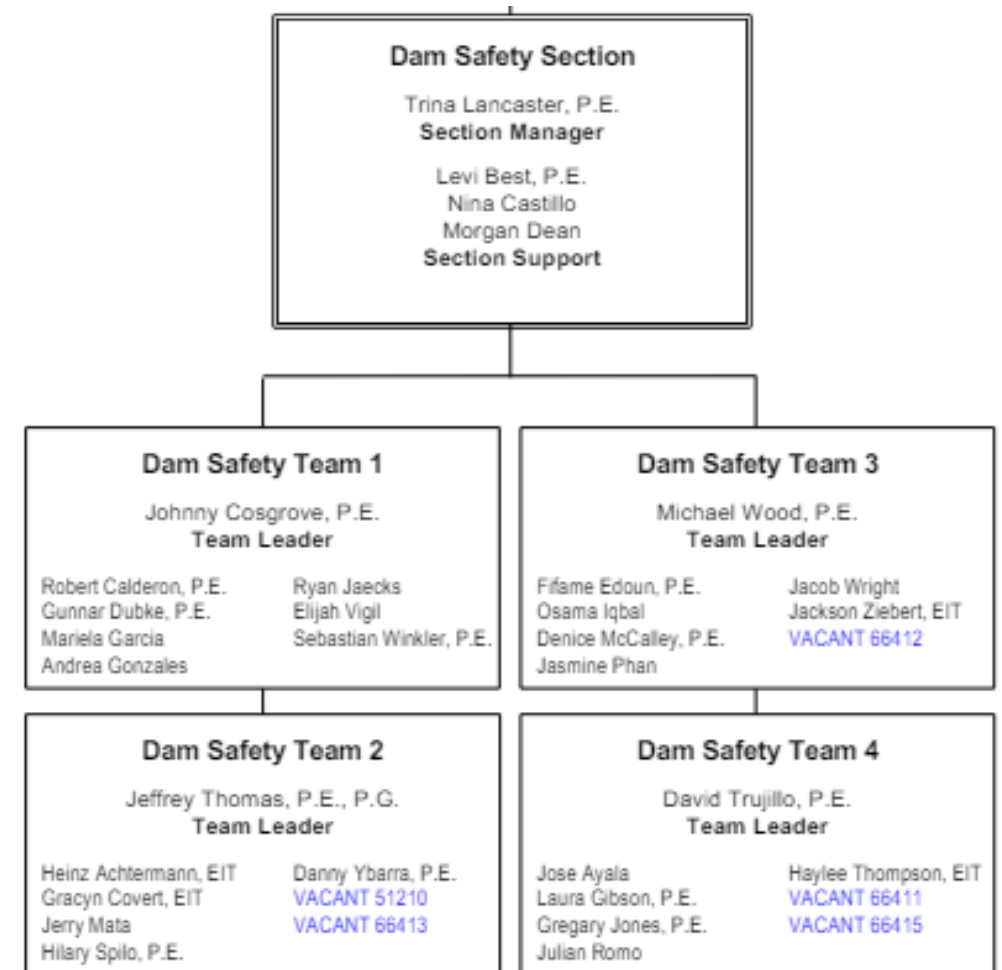 Dam Safety Section
Trina Lancaster, P.E.
Section Manager
Levi Best, P.E.
Nina Castillo
Morgan Dean
Section Support
Dam Safety Team 1
Johnny Cosgrove, P.E.
Team Leader
Robert Calderon, P.E.
Gunnar Dubke, P.E.
Mariela Garcia
Andrea Gonzales
Ryan Jaecks
Elijah Vigil
Sebastian Winkler, P.E.
Dam Safety Team 3
Michael Wood, P.E.
Team Leader
Fifame Edoun, P.E.
Osama Iqbal
Denice McCalley, P.E.
Jasmine Phan
Jacob Wright
Jackson Ziebert, EIT
VACANT 66412
Dam Safety Team 2
Jeffrey Thomas, P.E., P.G.
Team Leader
Heinz Achtermann, EIT
Gracyn Covert, EIT
Jerry Mata
Hilary Spilo, P.E.
Danny Ybarra, P.E.
VACANT 51210
VACANT 66413
Dam Safety Team 4
David Trujillo, P.E.
Team Leader
Jose Ayala
Laura Gibson, P.E.
Gregary Jones, P.E.
Julian Romo
Haylee Thompson, EIT
VACANT 66411
VACANT 66415